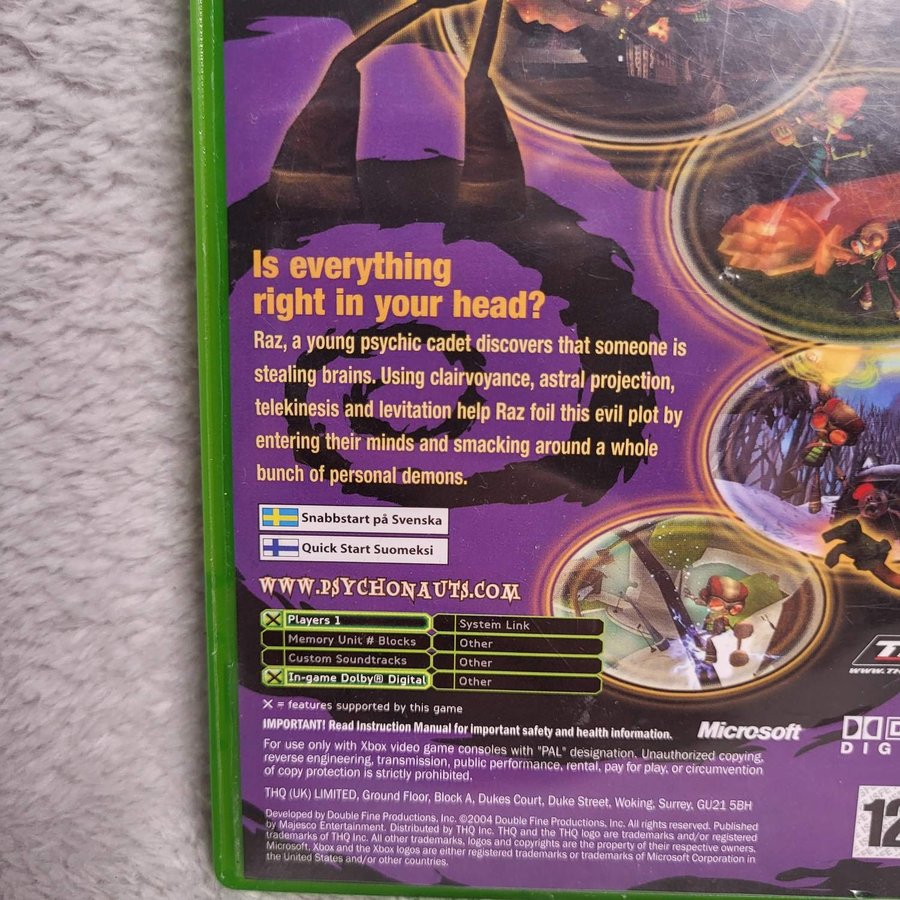 Is everything
right in your head?
Raz, a young psychic cadet discovers that someone is
stealing brains. Using clairvoyance, astral projection,
telekinesis and levitation help Raz foil this evil plot by
entering their minds and smacking around a whole
bunch of personal demons.
Snabbstart på Svenska
Quick Start Suomeksi
WWW.PSYCHONAUTS.COM
X Players 1 System Link
Memory Unit # Blocks Other
Custom Soundtracks Other
X In-game Dolby® Digital Other
X = features supported by this game
IMPORTANT! Read Instruction Manual for important safety and health information.
Microsoft
For use only with Xbox video game consoles with "PAL" designation. Unauthorized copying,
reverse engineering, transmission, public performance, rental, pay for play, or circumvention
of copy protection is strictly prohibited.
THQ (UK) LIMITED, Ground Floor, Block A, Dukes Court, Duke Street, Woking, Surrey, GU21 5BH
Developed by Double Fine Productions, Inc. ©2004 Double Fine Productions, Inc. All rights reserved. Published
by Majesco Entertainment. Distributed by THQ Inc. THQ and the THQ logo are trademarks and/or registered
trademarks of THQ Inc. All other trademarks, logos and copyrights are the property of their respective owners.
Microsoft, Xbox and the Xbox logos are either registered trademarks or trademarks of Microsoft Corporation in
the United States and/or other countries.
WWW.TH
DIG
12